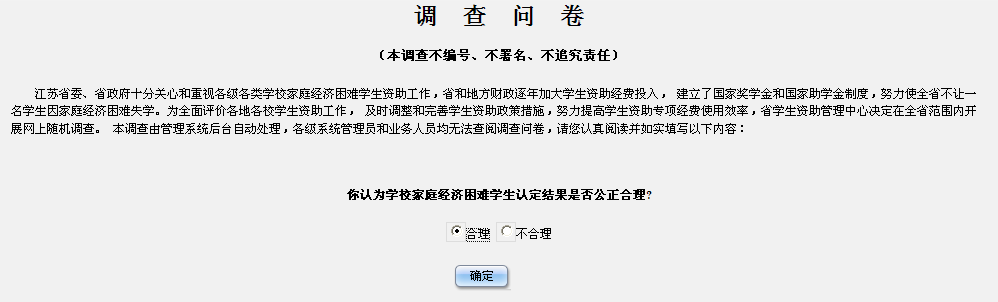 调 查 问 卷
（本调查不编号、不署名、不追究责任）
江苏省委、省政府十分关心和重视各级各类学校家庭经济困难学生资助工作，省和地方财政逐年加大学生资助经费投入， 建立了国家奖学金和国家助学金制度，努力使全省不让一
名学生因家庭经济困难失学。为全面评价各地各校学生资助工作， 及时调整和完善学生资助政策措施，努力提高学生资助专项经费使用效率，省学生资助管理中心决定在全省范围内开
展网上随机调查。 本调查由管理系统后台自动处理，各级系统管理员和业务人员均无法查阅调查问卷，请您认真阅读并如实填写以下内容：
你认为学校家庭经济困难学生认定结果是否公正合理?
合理 不合理
确定